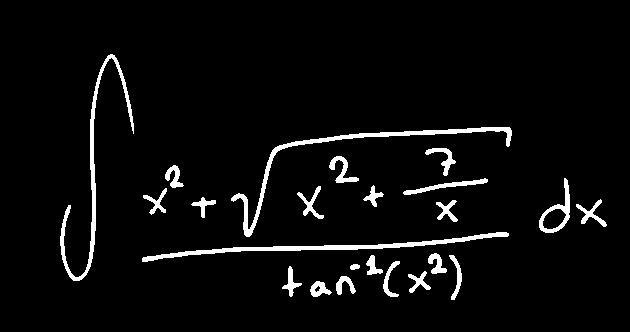 ∫ (x² + √(x² + 7/x)) / (tan⁻¹(x²)) dx